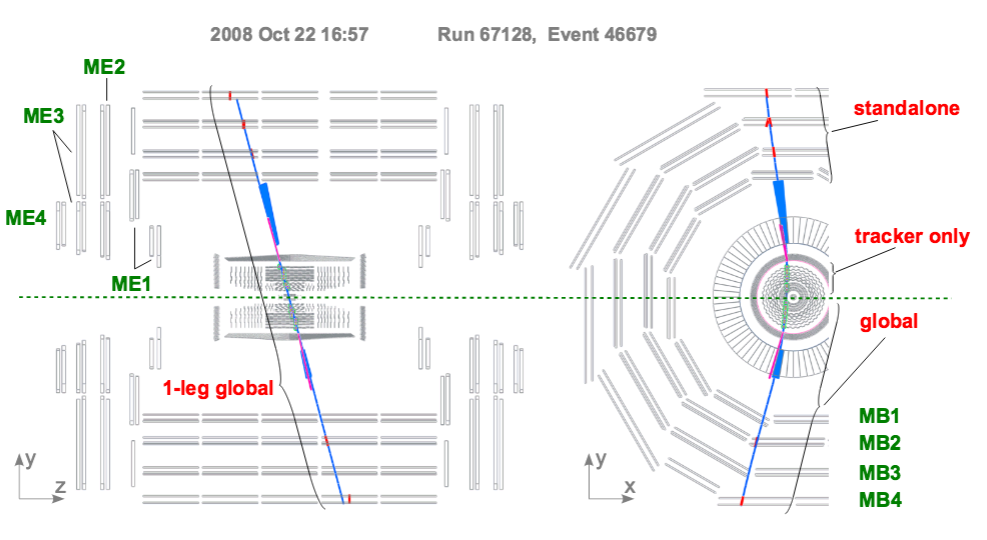 2008 Oct 22 16:57 Run 67128, Event 46679
ME2
ME3
ME4
ME1
1-leg global
y
z
standalone
tracker only
global
MB1
MB2
MB3
MB4
y
x